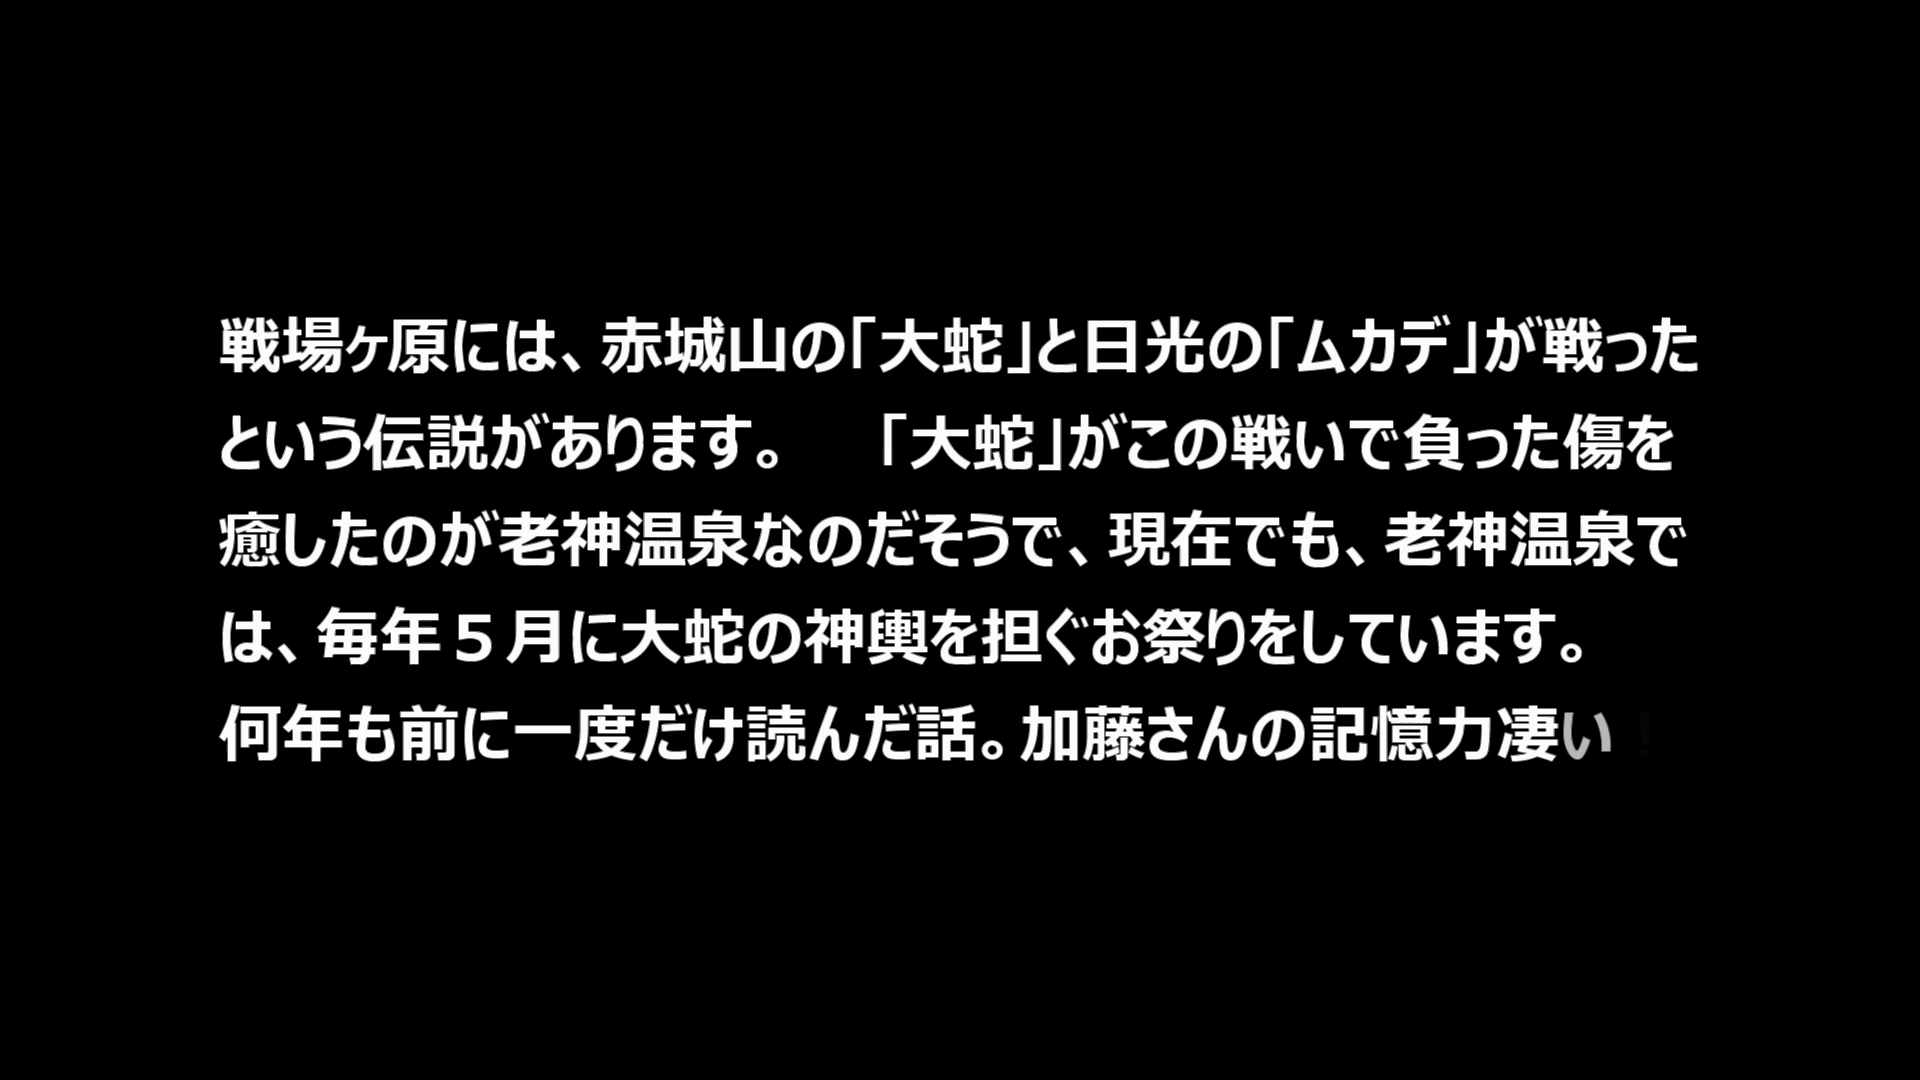 戦場ヶ原には、赤城山の「大蛇」と日光の「ムカデ」が戦った
という伝説があります。　「大蛇」がこの戦いで負った傷を
癒したのが老神温泉なのだそうで、現在でも、老神温泉で
は、毎年５月に大蛇の神輿を担ぐお祭りをしています。
何年も前に一度だけ読んだ話。加藤さんの記憶力凄い！